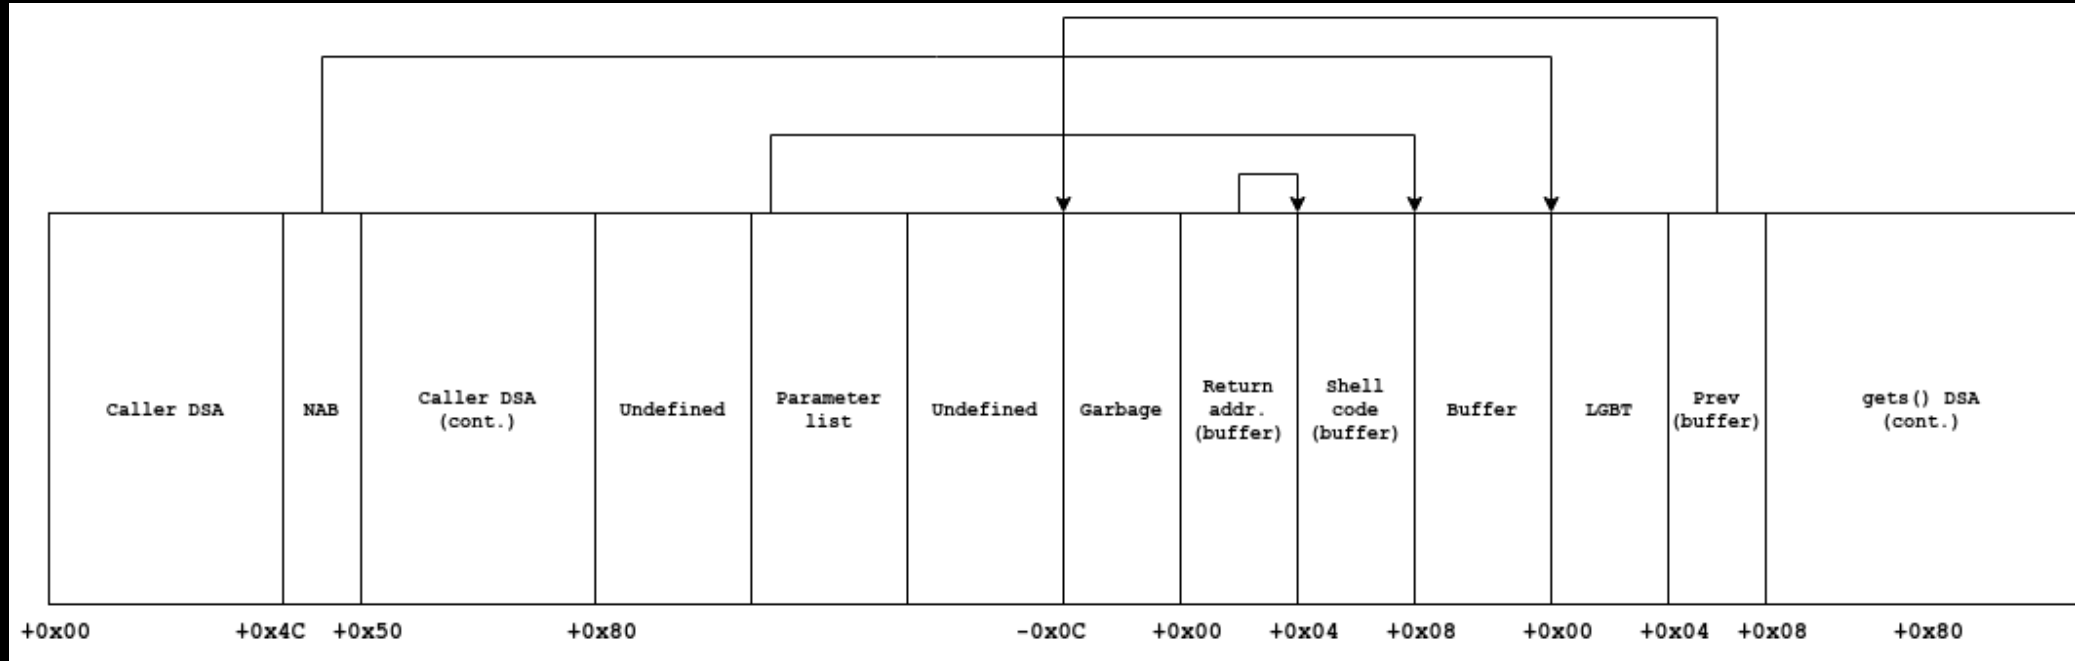 Caller DSA
NAB
Caller DSA
(cont.)
Undefined
Parameter
list
Undefined
Garbage
Return
addr.
(buffer)
Shell
code
(buffer)
Buffer
LGBT
Prev
(buffer)
gets() DSA
(cont.)
+0x00 +0x4C +0x50 +0x80 -0x0C +0x00 +0x04 +0x08 +0x00 +0x04 +0x08 +0x80